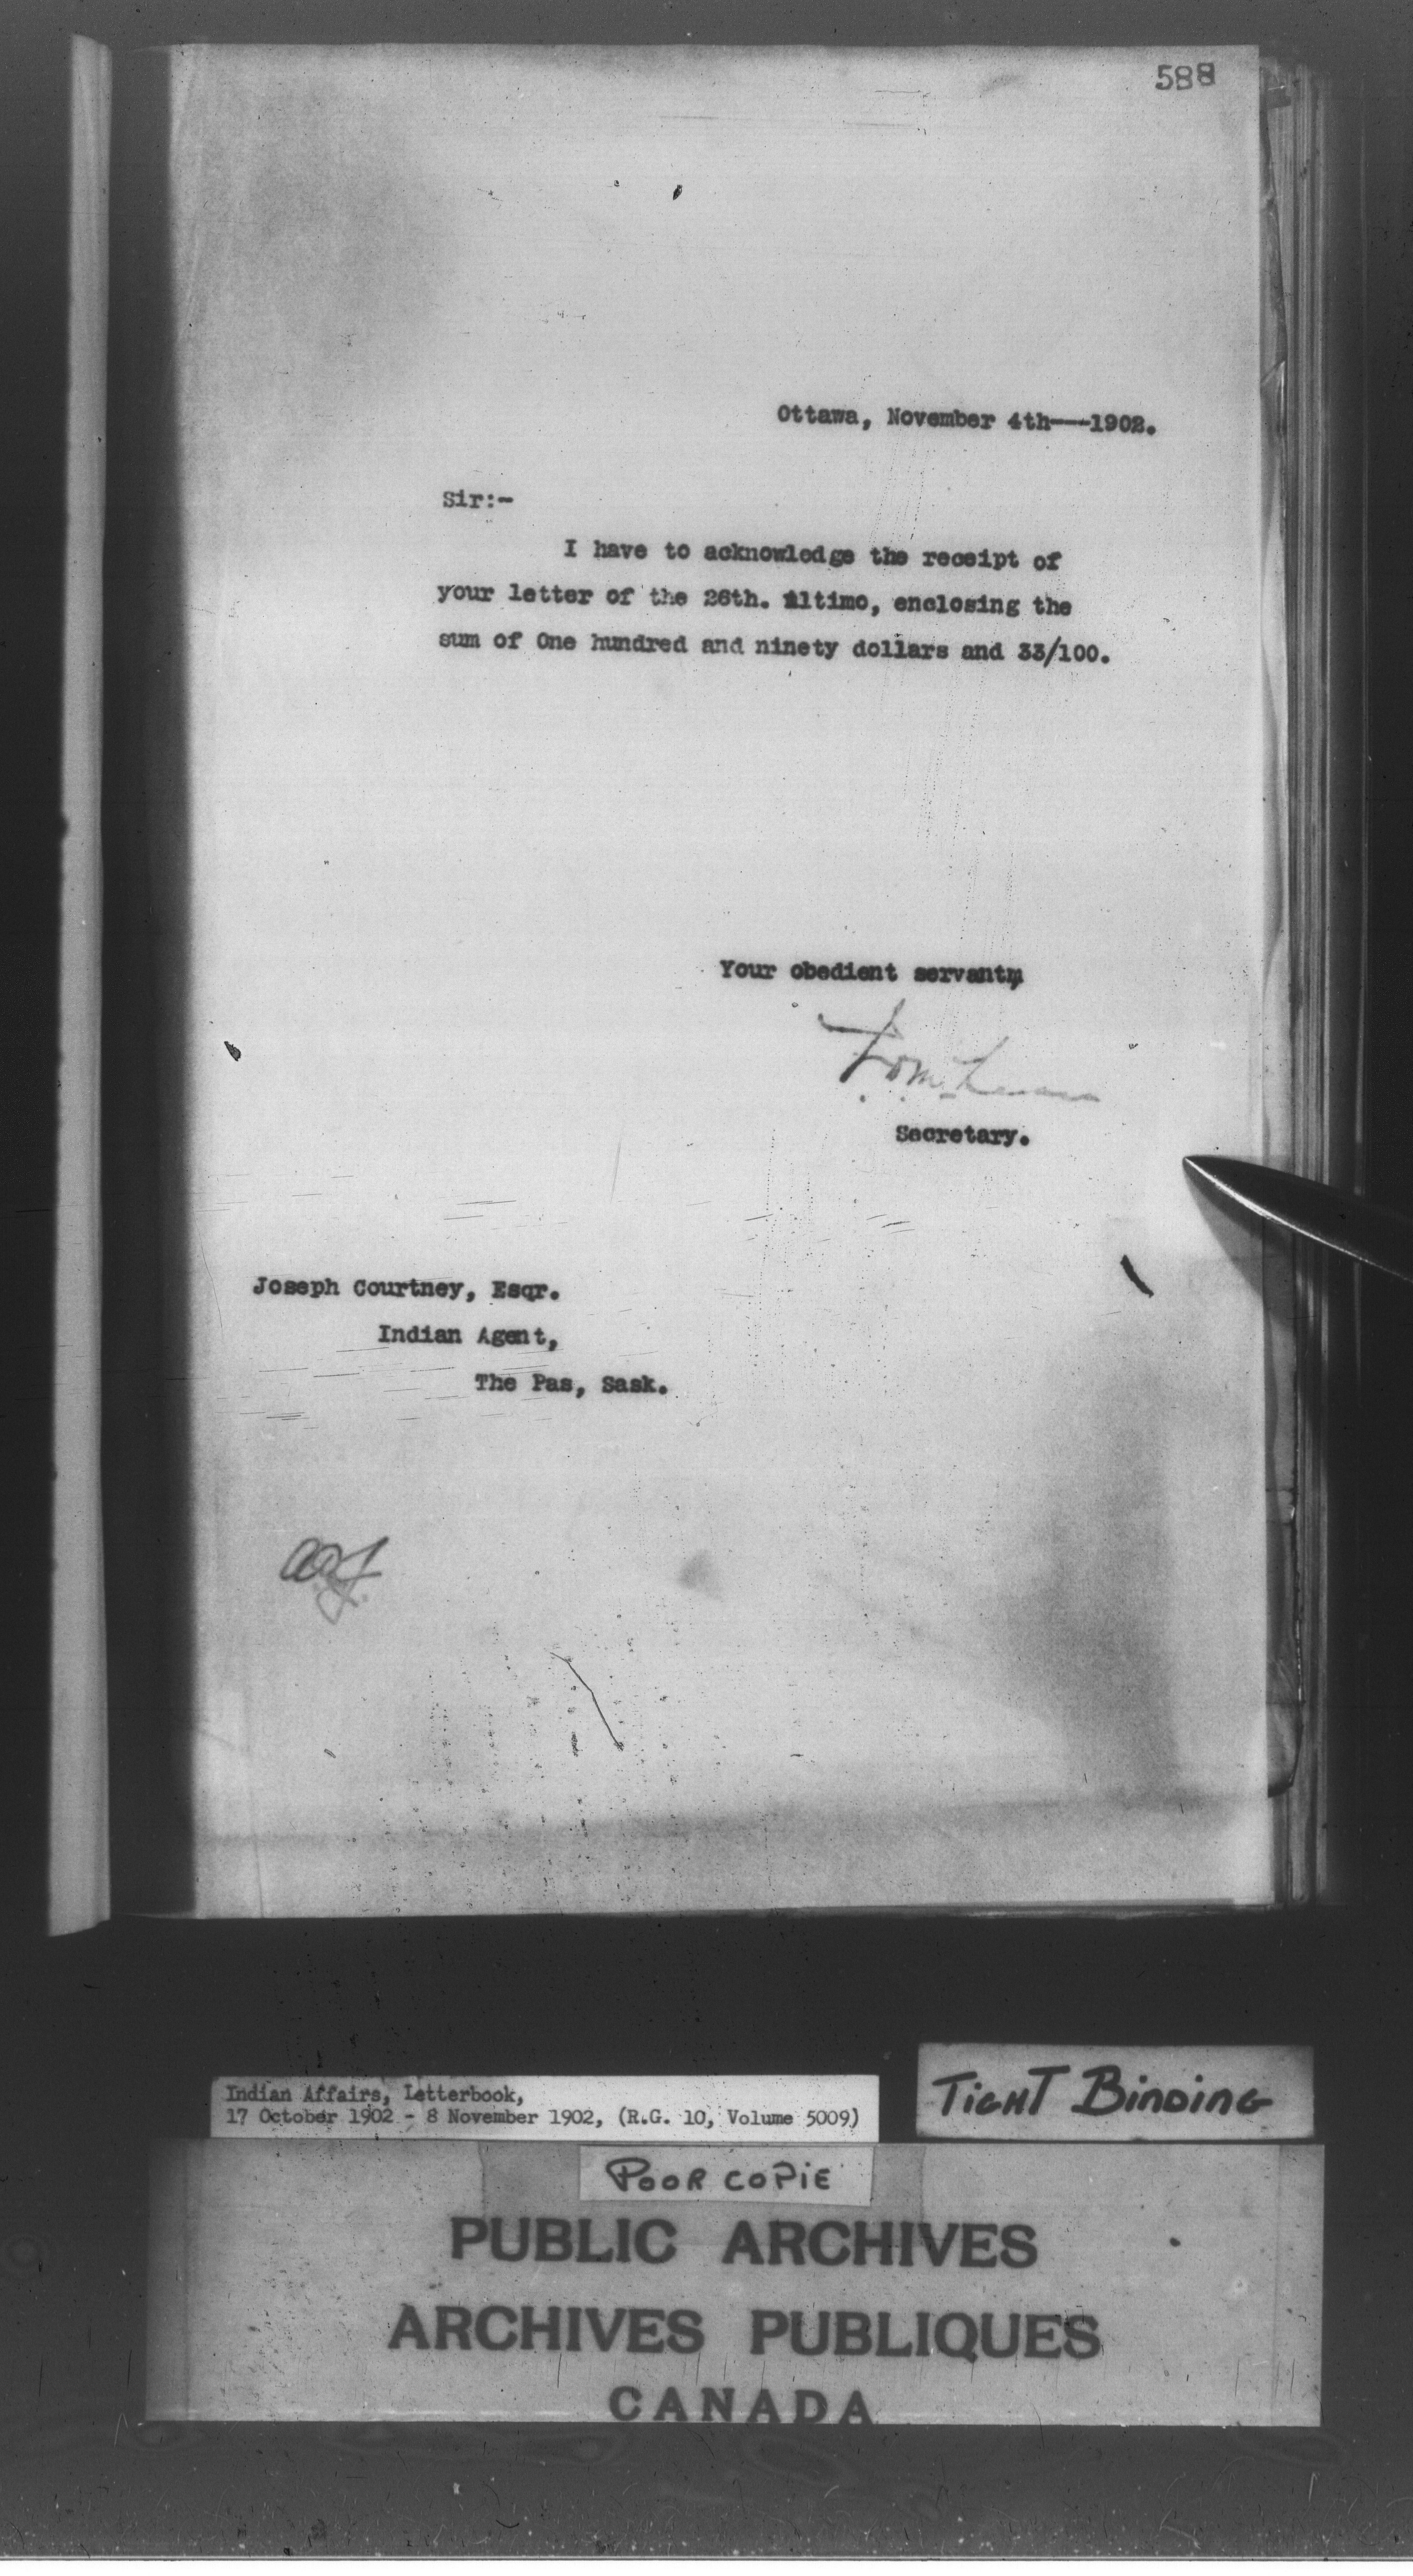 588
Ottawa, November 4th---1902.
Sir:-
I have to acknowledge the receipt of
your letter of the 26th. ultimo, enclosing the
sum of One hundred and ninety dollars and 33/100.
Your obedient servant,
Secretary.
Joseph Courtney, Esqr.
Indian Agent,
The Pas, Sask.
Indian Affairs, Letterbook,
17 October 1902 - 8 November 1902, (R.G. 10, Volume 5009)
TIGHT BINDING
POOR COPIE
PUBLIC ARCHIVES
ARCHIVES PUBLIQUES
CANADA